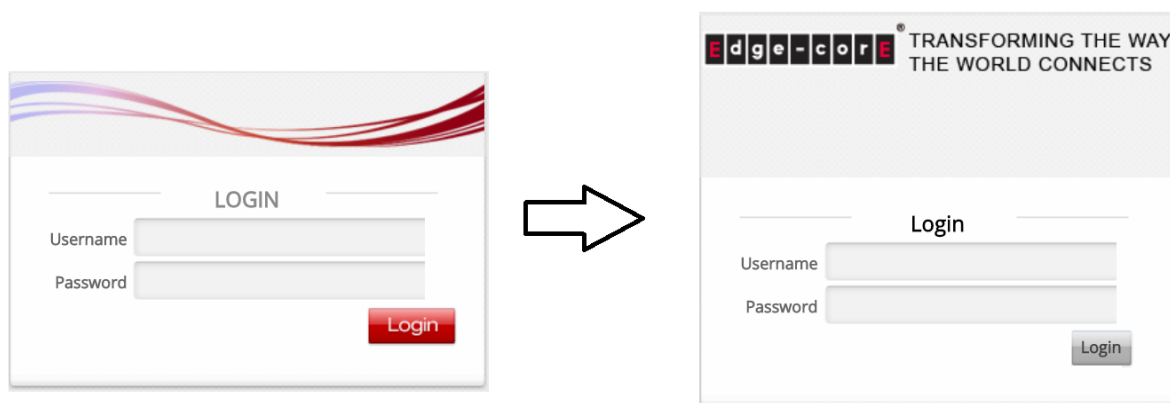 LOGIN
Username
Password
Login
Edge-corE® TRANSFORMING THE WAY
THE WORLD CONNECTS
Login
Username
Password
Login